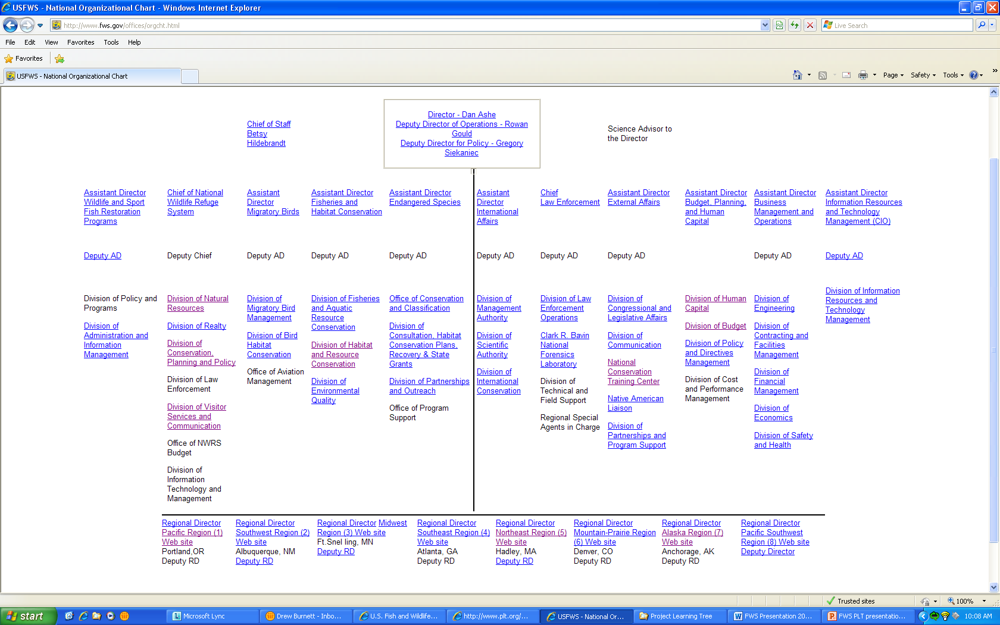 USFWS - National Organizational Chart - Windows Internet Explorer
http://www.fws.gov/offices/orgcht.html
Live Search
File Edit View Favorites Tools Help
Favorites
USFWS - National Organizational Chart
Page Safety Tools
Chief of Staff
Betsy
Hildebrandt
Director - Dan Ashe
Deputy Director of Operations - Rowan
Gould
Deputy Director for Policy - Gregory
Siekaniec
Science Advisor to
the Director
Assistant Director
Wildlife and Sport
Fish Restoration
Programs
Chief of National
Wildlife Refuge
System
Assistant
Director
Migratory Birds
Assistant Director
Fisheries and
Habitat Conservation
Assistant Director
Endangered Species
Assistant
Director
International
Affairs
Chief
Law Enforcement
Assistant Director
External Affairs
Assistant Director
Budget, Planning,
and Human
Capital
Assistant Director
Business
Management and
Operations
Assistant Director
Information Resources
and Technology
Management (CIO)
Deputy AD
Deputy Chief
Deputy AD
Deputy AD
Deputy AD
Deputy AD
Deputy AD
Deputy AD
Deputy AD
Deputy AD
Division of Policy and
Programs
Division of
Administration and
Information
Management
Division of Natural
Resources
Division of Realty
Division of
Conservation,
Planning and Policy
Division of Law
Enforcement
Division of Visitor
Services and
Communication
Office of NWRS
Budget
Division of
Information
Technology and
Management
Division of
Migratory Bird
Management
Division of Bird
Habitat
Conservation
Office of Aviation
Management
Division of Fisheries
and Aquatic
Resource
Conservation
Division of Habitat
and Resource
Conservation
Division of
Environmental
Quality
Office of Conservation
and Classification
Division of
Consultation, Habitat
Conservation Plans,
Recovery & State
Grants
Division of Partnerships
and Outreach
Office of Program
Support
Division of
Management
Authority
Division of
Scientific
Authority
Division of
International
Conservation
Division of Law
Enforcement
Operations
Clark R. Bavin
National
Forensics
Laboratory
Division of
Technical and
Field Support
Regional Special
Agents in Charge
Division of
Congressional and
Legislative Affairs
Division of
Communication
National
Conservation
Training Center
Native American
Liaison
Division of
Partnerships and
Program Support
Division of Human
Capital
Division of Budget
Division of Policy
and Directives
Management
Division of Cost
and Performance
Management
Division of
Engineering
Division of
Contracting and
Facilities
Management
Division of
Financial
Management
Division of
Economics
Division of Safety
and Health
Division of Information
Resources and
Technology
Management
Regional Director
Pacific Region (1)
Web site
Portland,OR
Deputy RD
Regional Director
Southwest Region (2)
Web site
Albuquerque, NM
Deputy RD
Regional Director Midwest
Region (3) Web site
Ft.Snel ling, MN
Deputy RD
Regional Director
Southeast Region (4)
Web site
Atlanta, GA
Deputy RD
Regional Director
Northeast Region (5)
Web site
Hadley, MA
Deputy RD
Regional Director
Mountain-Prairie Region
(6) Web site
Denver, CO
Deputy RD
Regional Director
Alaska Region (7)
Web site
Anchorage, AK
Deputy RD
Regional Director
Pacific Southwest
Region (8) Web site
Deputy Director
Trusted sites
100%
start
Microsoft Lync
Drew Burnett - Inbo...
U.S. Fish and Wildlife...
http://www.plt.org/...
USFWS - National Or...
Project Learning Tree
FWS Presentation 20...
FWS PLT presentatio...
10:08 AM